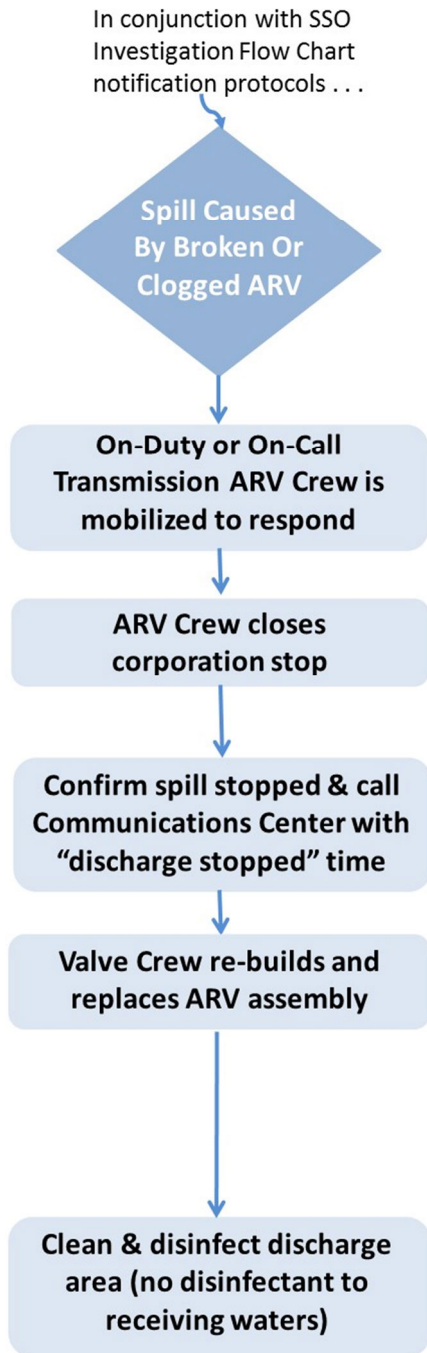 In conjunction with SSO
Investigation Flow Chart
notification protocols . . .
Spill Caused
By Broken Or
Clogged ARV
On-Duty or On-Call
Transmission ARV Crew is
mobilized to respond
ARV Crew closes
corporation stop
Confirm spill stopped & call
Communications Center with
“discharge stopped” time
Valve Crew re-builds and
replaces ARV assembly
Clean & disinfect discharge
area (no disinfectant to
receiving waters)